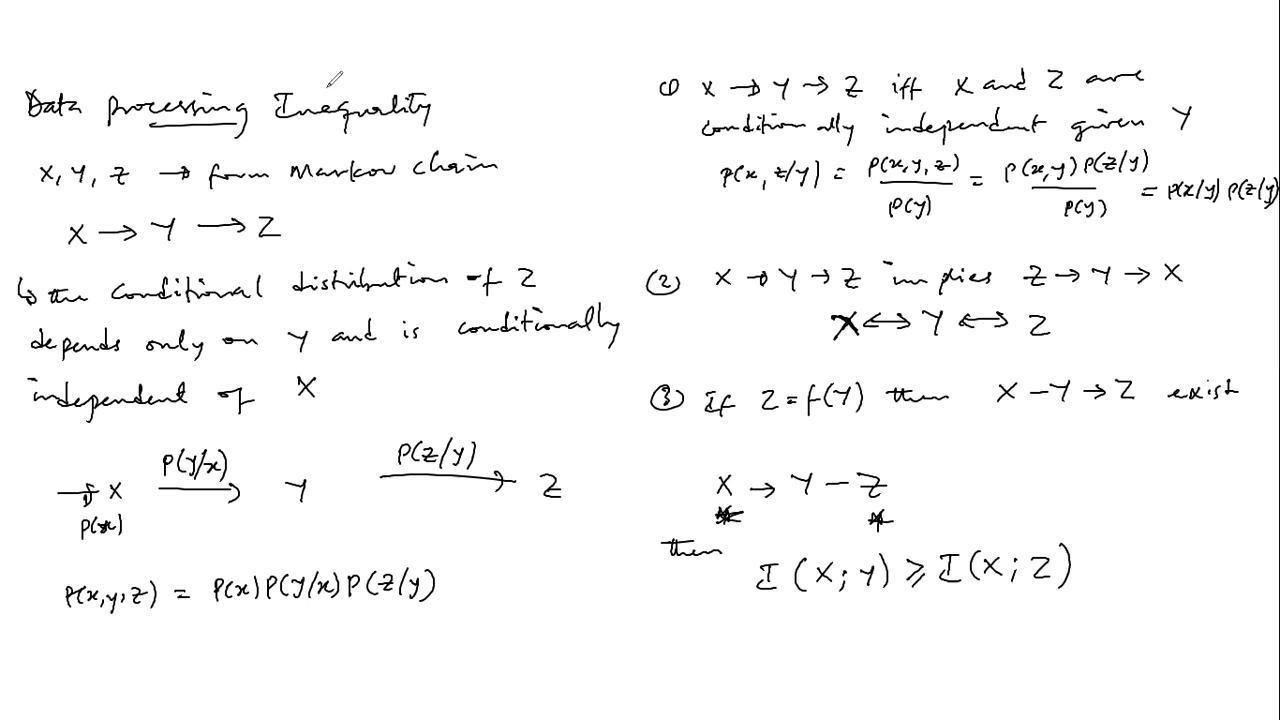 Data Processing Inequality
X, Y, Z → form Markov chain
X → Y → Z
↳ the conditional distribution of Z
depends only on Y and is conditionally
independent of X
→ X P(y/x) → Y P(z/y) → Z
P(x)
P(x,y,z) = P(x)P(y/x)P(z/y)
① X → Y → Z iff X and Z are
conditionally independent given Y
P(x, z/y) = P(x,y,z)/P(y) = P(x,y)P(z/y)/P(y) = P(x/y) P(z/y)
② X → Y → Z implies Z → Y → X
X ↔ Y ↔ Z
③ If Z = f(Y) then X – Y → Z exist
X → Y – Z
then
I(X; Y) ≥ I(X; Z)